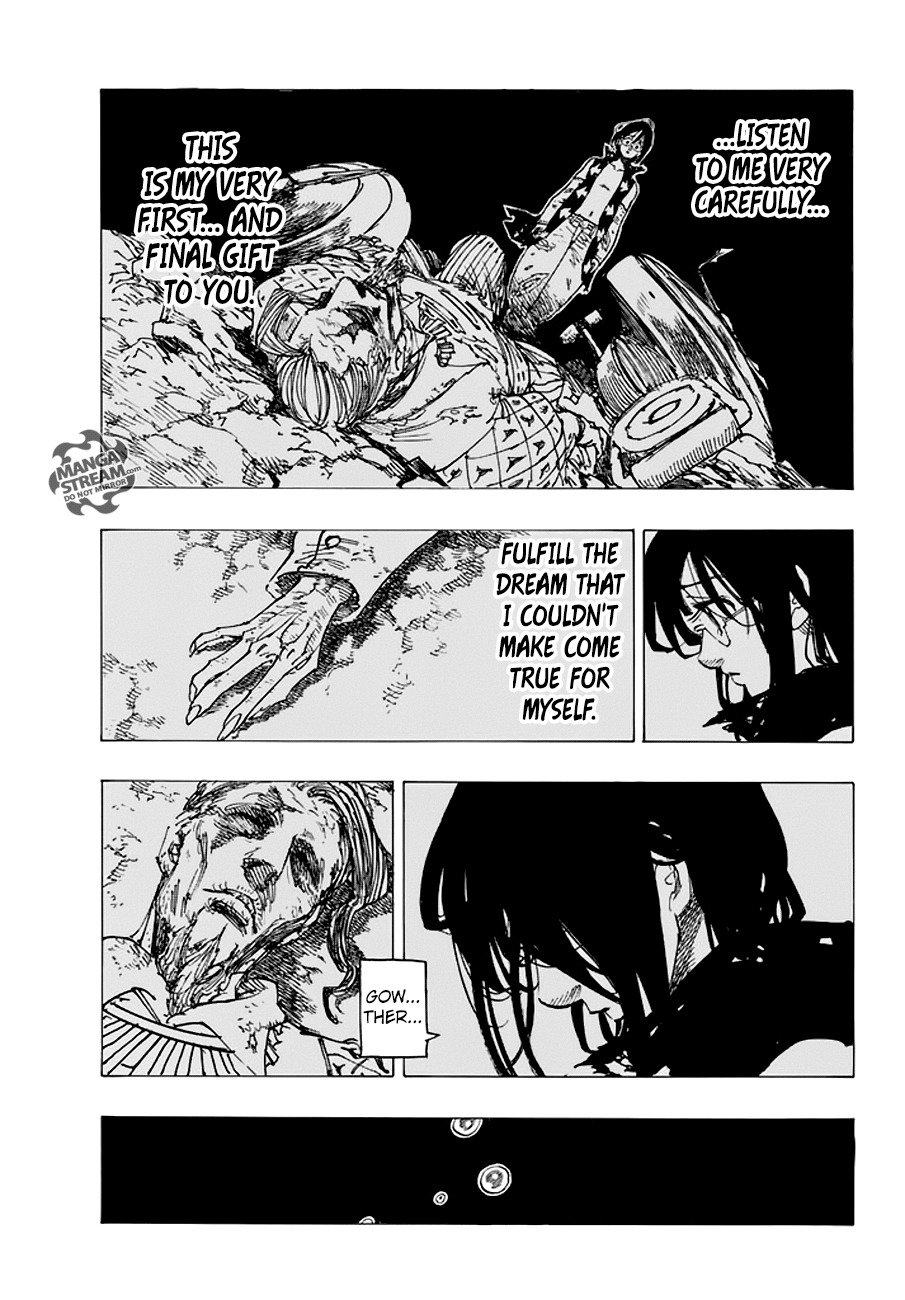 ...LISTEN
TO ME VERY
CAREFULLY...
THIS
IS MY VERY
FIRST... AND
FINAL GIFT
TO YOU.
MANGA
STREAM.com
DO NOT MIRROR
FULFILL THE
DREAM THAT
I COULDN'T
MAKE COME
TRUE FOR
MYSELF.
GOW...
THER...